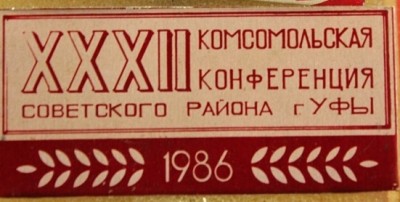 XXXII КОМСОМОЛЬСКАЯ
КОНФЕРЕНЦИЯ
СОВЕТСКОГО РАЙОНА г. УФЫ
1986